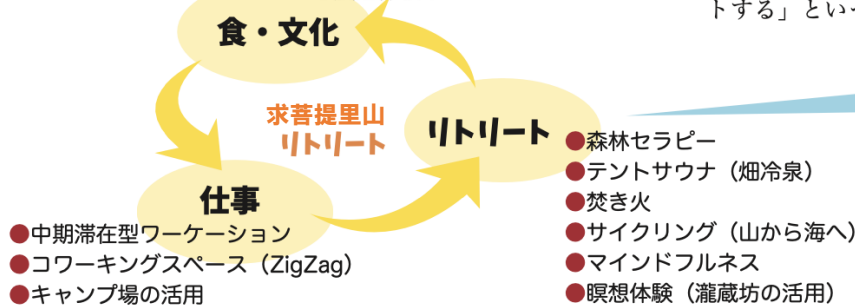 トする」とい
食・文化
求菩提里山
リトリート
リトリート
仕事
●中期滞在型ワーケーション
●コワーキングスペース（ZigZag）
●キャンプ場の活用
●森林セラピー
●テントサウナ（畑冷泉）
●焚き火
●サイクリング（山から海へ）
●マインドフルネス
●瞑想体験（瀧蔵坊の活用）